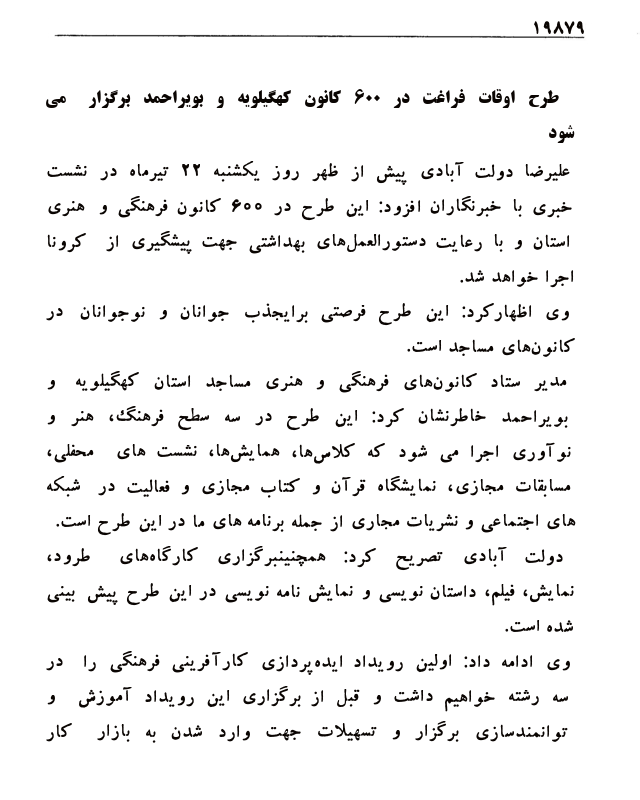 ۱۹۸۷۹
طرح اوقات فراغت در ۶۰۰ کانون کهگیلویه و بویراحمد برگزار می
شود
علیرضا دولت آبادی پیش از ظهر روز یکشنبه ۲۲ تیرماه در نشست
خبری با خبرنگاران افزود: این طرح در ۶۰۰ کانون فرهنگی و هنری
استان و با رعایت دستورالعمل‌های بهداشتی جهت پیشگیری از کرونا
اجرا خواهد شد.
وی اظهارکرد: این طرح فرصتی برایجذب جوانان و نوجوانان در
کانون‌های مساجد است.
مدیر ستاد کانون‌های فرهنگی و هنری مساجد استان کهگیلویه و
بویراحمد خاطرنشان کرد: این طرح در سه سطح فرهنگ، هنر و
نوآوری اجرا می شود که کلاس‌ها، همایش‌ها، نشست های محفلی،
مسابقات مجازی، نمایشگاه قرآن و کتاب مجازی و فعالیت در شبکه
های اجتماعی و نشریات مجاری از جمله برنامه های ما در این طرح است.
دولت آبادی تصریح کرد: همچنینبرگزاری کارگاه‌های طرود،
نمایش، فیلم، داستان نویسی و نمایش نامه نویسی در این طرح پیش بینی
شده است.
وی ادامه داد: اولین رویداد ایده‌پردازی کارآفرینی فرهنگی را در
سه رشته خواهیم داشت و قبل از برگزاری این رویداد آموزش و
توانمندسازی برگزار و تسهیلات جهت وارد شدن به بازار کار